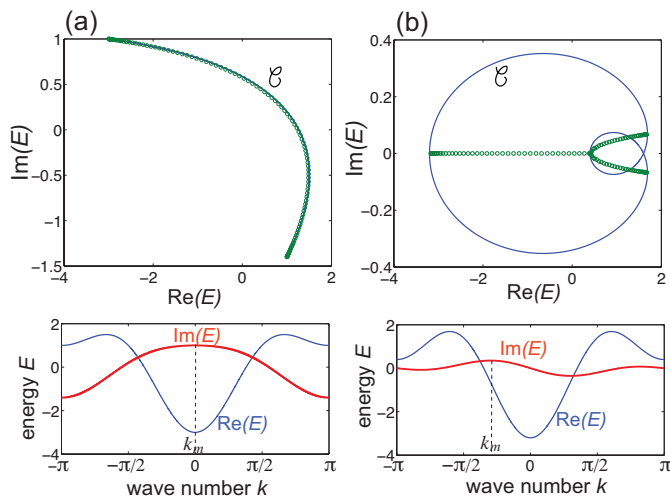 (a)
(b)
1
0.5
0
−0.5
−1
−1.5
Im(E)
𝒞
−4
−2
0
2
Re(E)
0.4
0.2
0
−0.2
−0.4
Im(E)
𝒞
−4
−2
0
2
Re(E)
2
0
−2
−4
energy E
Im(E)
Re(E)
k_m
−π
−π/2
0
π/2
π
wave number k
2
0
−2
−4
energy E
Im(E)
Re(E)
k_m
−π
−π/2
0
π/2
π
wave number k